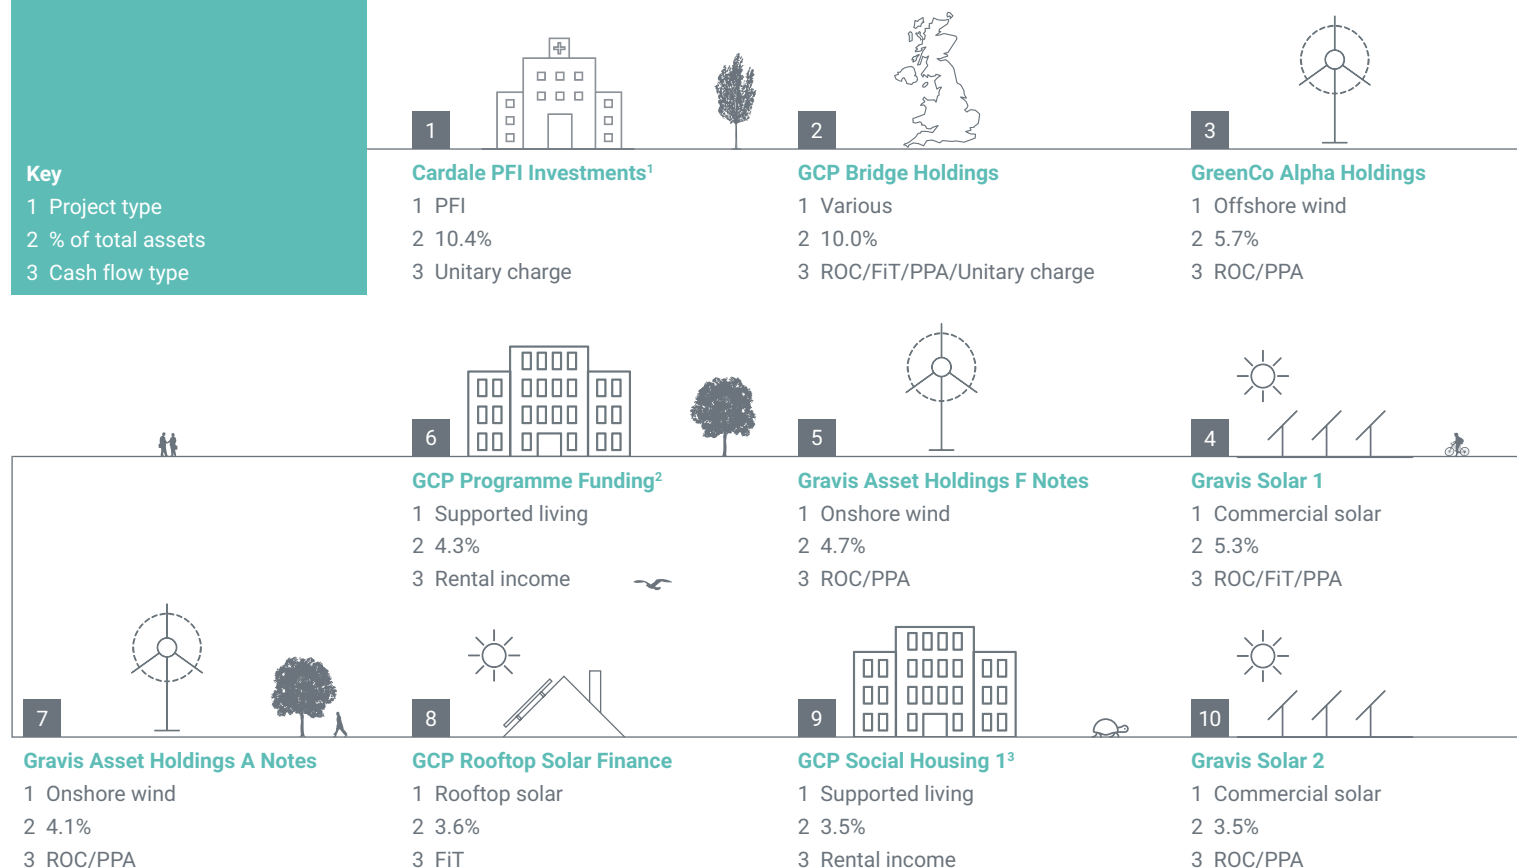 Key
1 Project type
2 % of total assets
3 Cash flow type
1
Cardale PFI Investments¹
1 PFI
2 10.4%
3 Unitary charge
2
GCP Bridge Holdings
1 Various
2 10.0%
3 ROC/FiT/PPA/Unitary charge
3
GreenCo Alpha Holdings
1 Offshore wind
2 5.7%
3 ROC/PPA
4
Gravis Solar 1
1 Commercial solar
2 5.3%
3 ROC/FiT/PPA
5
Gravis Asset Holdings F Notes
1 Onshore wind
2 4.7%
3 ROC/PPA
6
GCP Programme Funding²
1 Supported living
2 4.3%
3 Rental income
7
Gravis Asset Holdings A Notes
1 Onshore wind
2 4.1%
3 ROC/PPA
8
GCP Rooftop Solar Finance
1 Rooftop solar
2 3.6%
3 FiT
9
GCP Social Housing 1³
1 Supported living
2 3.5%
3 Rental income
10
Gravis Solar 2
1 Commercial solar
2 3.5%
3 ROC/PPA